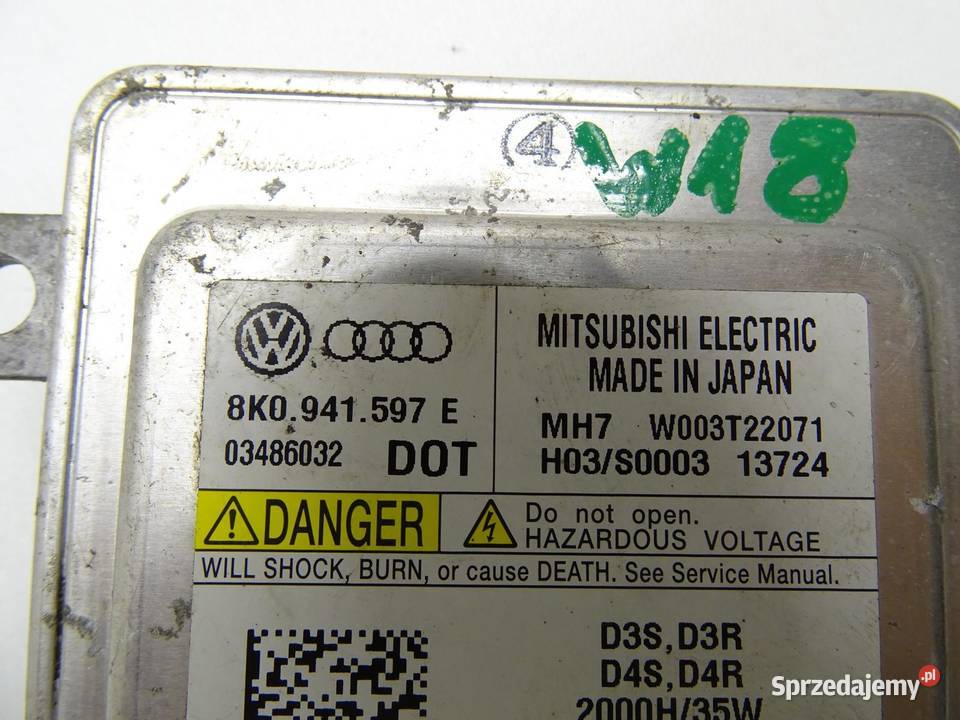 ④ W18
VW
8K0.941.597 E
03486032 DOT
MITSUBISHI ELECTRIC
MADE IN JAPAN
MH7 W003T22071
H03/S0003 13724
DANGER
Do not open.
HAZARDOUS VOLTAGE
WILL SHOCK, BURN, or cause DEATH. See Service Manual.
D3S, D3R
D4S, D4R
2000H/35W
Sprzedajemy.pl